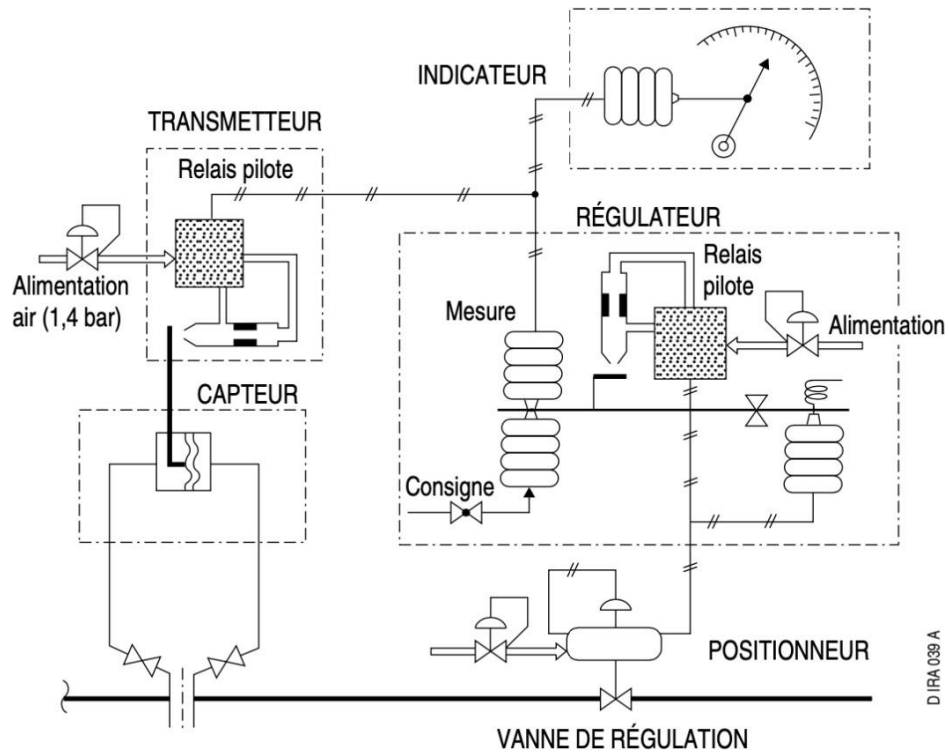 INDICATEUR
TRANSMETTEUR
Relais pilote
Alimentation
air (1,4 bar)
CAPTEUR
RÉGULATEUR
Relais
pilote
Mesure
Alimentation
Consigne
POSITIONNEUR
VANNE DE RÉGULATION
D IRA 039 A